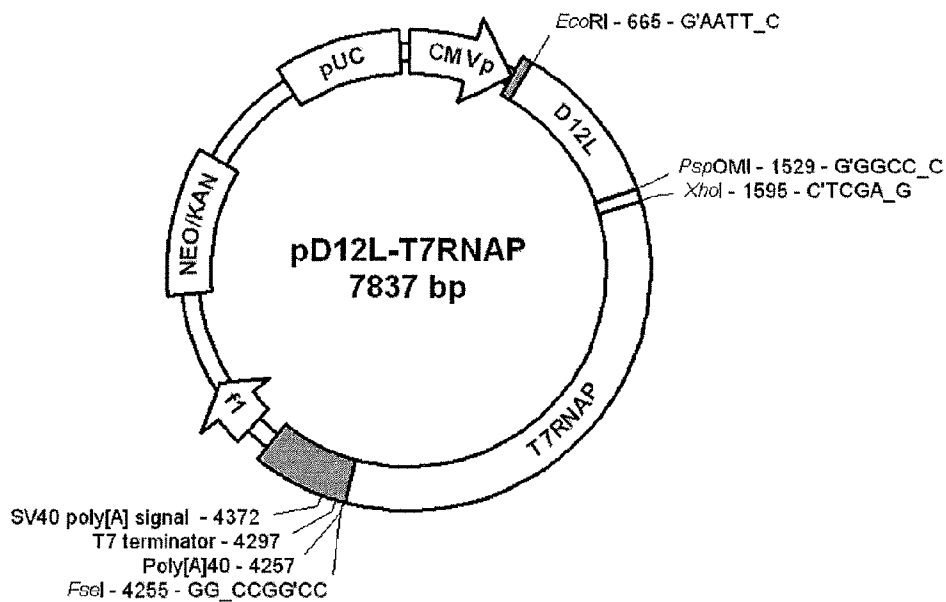 EcoRI - 665 - G'AATT_C
pUC
CMVp
D12L
PspOMI - 1529 - G'GGCC_C
XhoI - 1595 - C'TCGA_G
NEO/KAN
pD12L-T7RNAP
7837 bp
T7RNAP
f1
SV40 poly[A] signal - 4372
T7 terminator - 4297
Poly[A]40 - 4257
FseI - 4255 - GG_CCGG'CC